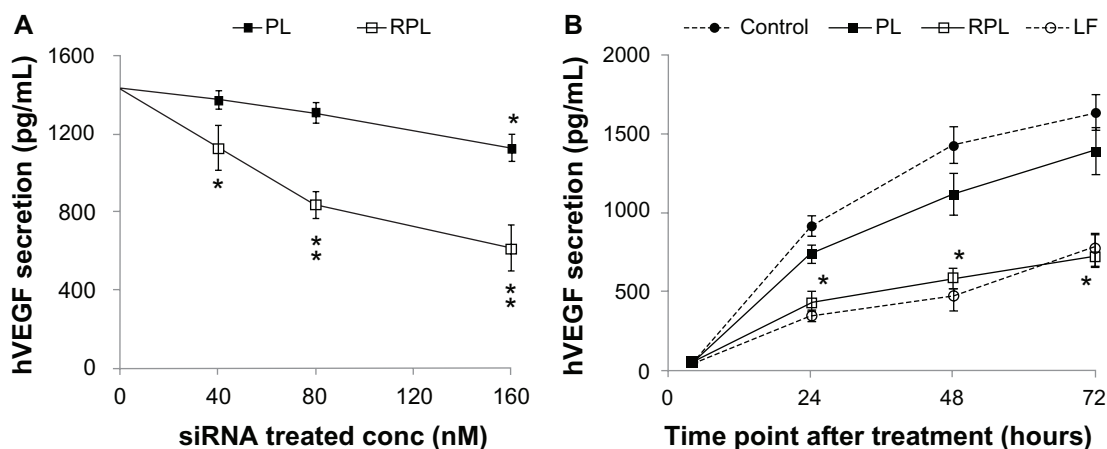 A
PL RPL
hVEGF secretion (pg/mL)
1600
1200
800
400
0
*
*
*
*
*
*
0 40 80 120 160
siRNA treated conc (nM)
B
Control PL RPL LF
hVEGF secretion (pg/mL)
2000
1500
1000
500
0
*
*
*
0 24 48 72
Time point after treatment (hours)